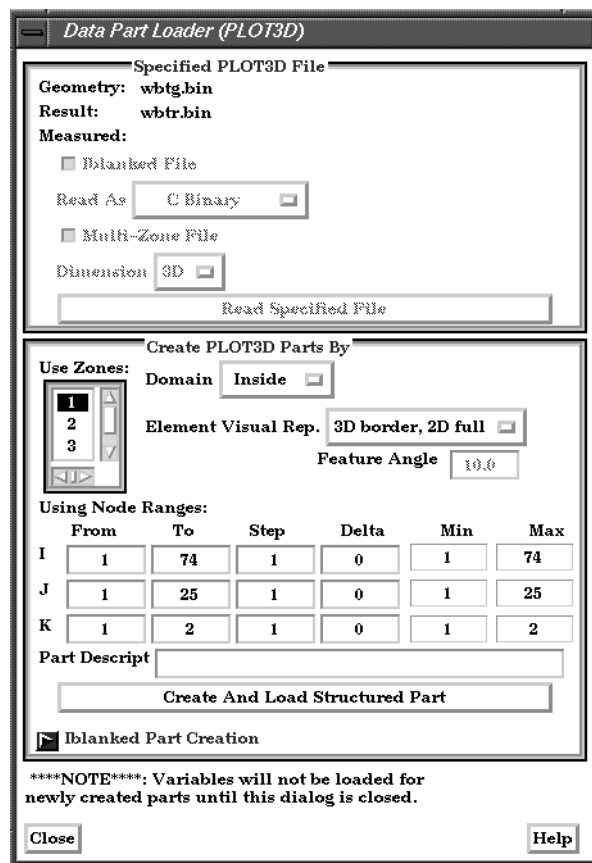 Data Part Loader (PLOT3D)
Specified PLOT3D File
Geometry: wbtg.bin
Result: wbtr.bin
Measured:
Iblanked File
Read As C Binary
Multi-Zone File
Dimension 3D
Read Specified File
Create PLOT3D Parts By
Use Zones:
Domain Inside
1
2
3
Element Visual Rep. 3D border, 2D full
Feature Angle 10.0
Using Node Ranges:
From To Step Delta Min Max
I 1 74 1 0 1 74
J 1 25 1 0 1 25
K 1 2 1 0 1 2
Part Descript
Create And Load Structured Part
Iblanked Part Creation
****NOTE****: Variables will not be loaded for
newly created parts until this dialog is closed.
Close Help